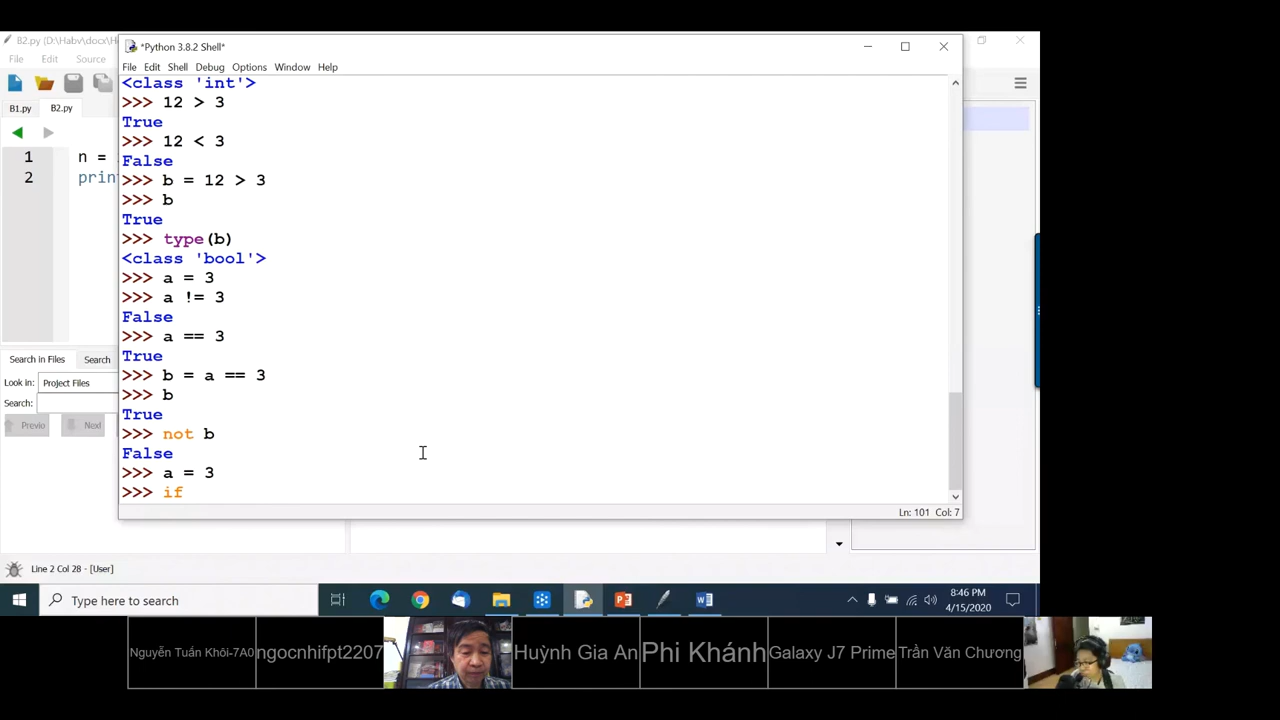 B2.py (D:\Habv\docx\
*Python 3.8.2 Shell*
File Edit Source
File Edit Shell Debug Options Window Help
<class 'int'>
>>> 12 > 3
True
>>> 12 < 3
False
>>> b = 12 > 3
>>> b
True
>>> type(b)
<class 'bool'>
>>> a = 3
>>> a != 3
False
>>> a == 3
True
>>> b = a == 3
>>> b
True
>>> not b
False
>>> a = 3
>>> if
Ln: 101 Col: 7
B1.py B2.py
1 n =
2 prin
Search in Files Search
Look in: Project Files
Search:
Previo Next
Line 2 Col 28 - [User]
Type here to search
8:46 PM
4/15/2020
Nguyễn Tuấn Khôi-7A0 ngocnhifpt2207 Huỳnh Gia An Phi Khánh Galaxy J7 Prime Trần Văn Chương